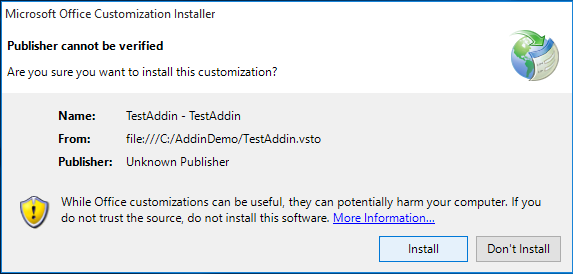 Microsoft Office Customization Installer
Publisher cannot be verified
Are you sure you want to install this customization?
Name: TestAddin - TestAddin
From: file:///C:/AddinDemo/TestAddin.vsto
Publisher: Unknown Publisher
While Office customizations can be useful, they can potentially harm your computer. If you
do not trust the source, do not install this software. More Information...
Install Don't Install